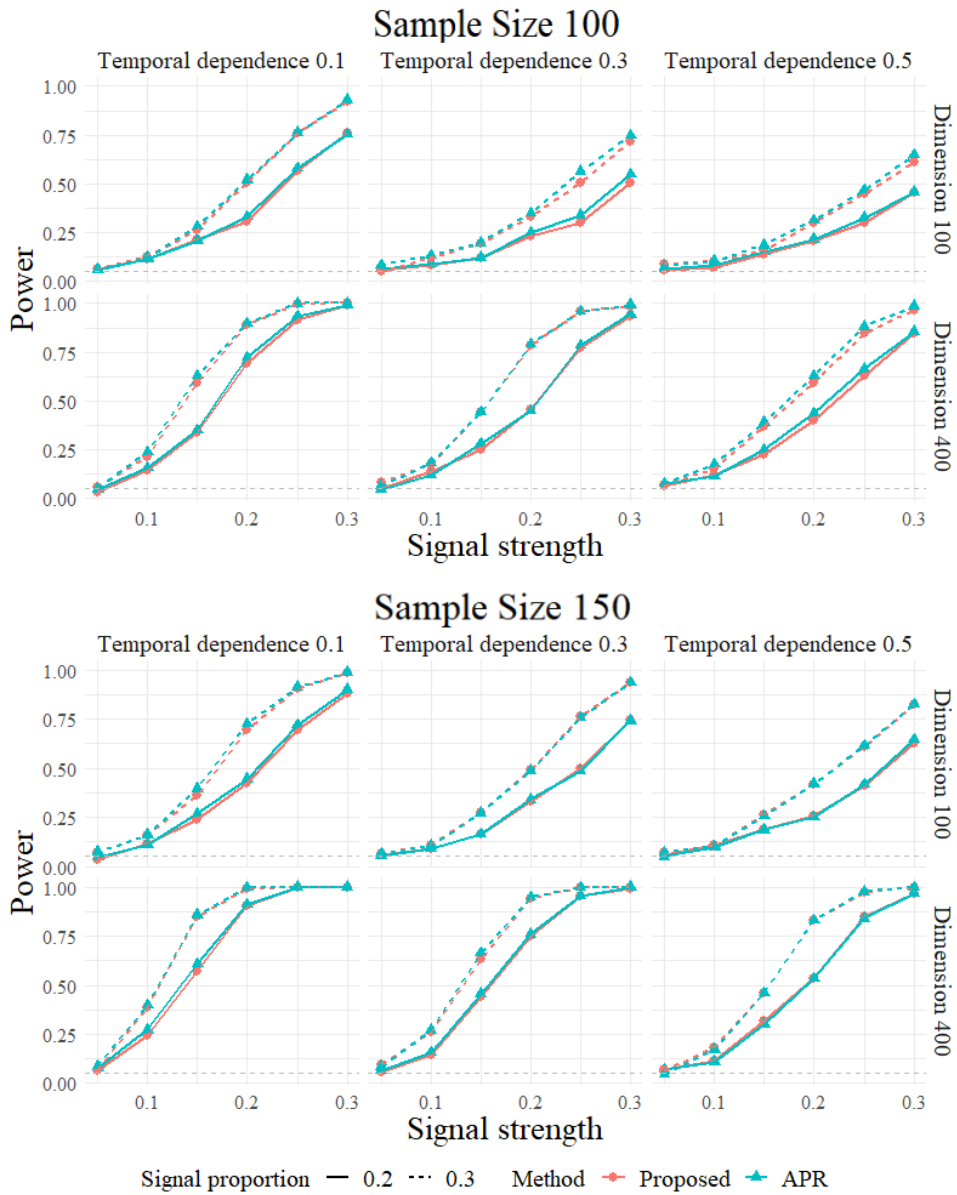 Sample Size 100
Temporal dependence 0.1 Temporal dependence 0.3 Temporal dependence 0.5
1.00
0.75
0.50
0.25
0.00
Dimension 100
Power
1.00
0.75
0.50
0.25
0.00
Dimension 400
0.1 0.2 0.3 0.1 0.2 0.3 0.1 0.2 0.3
Signal strength
Sample Size 150
Temporal dependence 0.1 Temporal dependence 0.3 Temporal dependence 0.5
1.00
0.75
0.50
0.25
0.00
Dimension 100
Power
1.00
0.75
0.50
0.25
0.00
Dimension 400
0.1 0.2 0.3 0.1 0.2 0.3 0.1 0.2 0.3
Signal strength
Signal proportion 0.2 0.3 Method Proposed APR